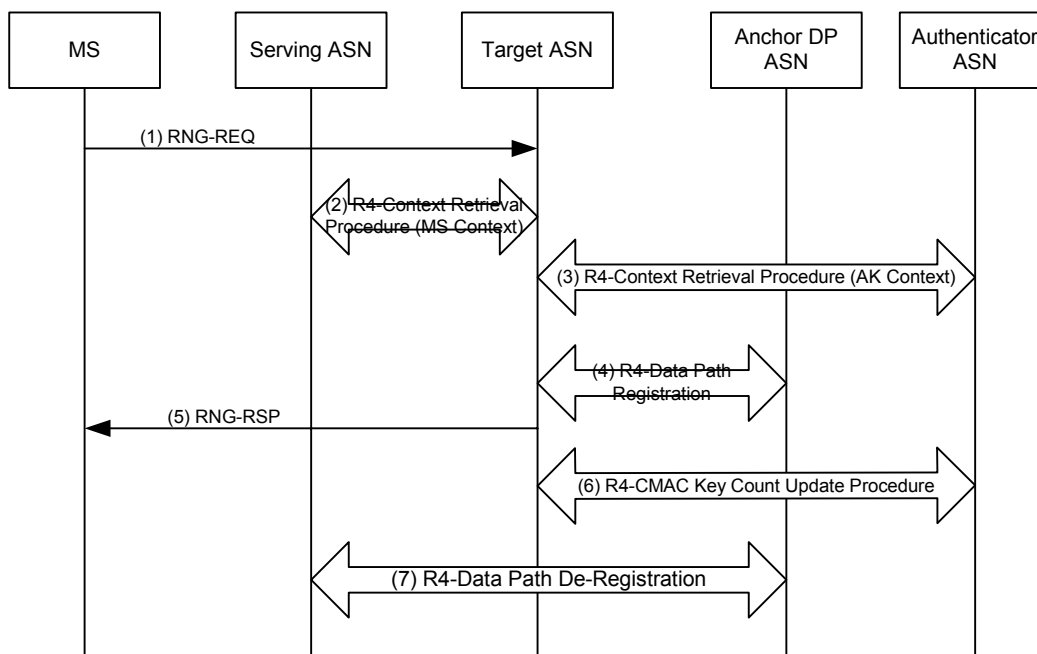 MS
Serving ASN
Target ASN
Anchor DP
ASN
Authenticator
ASN
(1) RNG-REQ
(2) R4-Context Retrieval
Procedure (MS Context)
(3) R4-Context Retrieval Procedure (AK Context)
(4) R4-Data Path
Registration
(5) RNG-RSP
(6) R4-CMAC Key Count Update Procedure
(7) R4-Data Path De-Registration